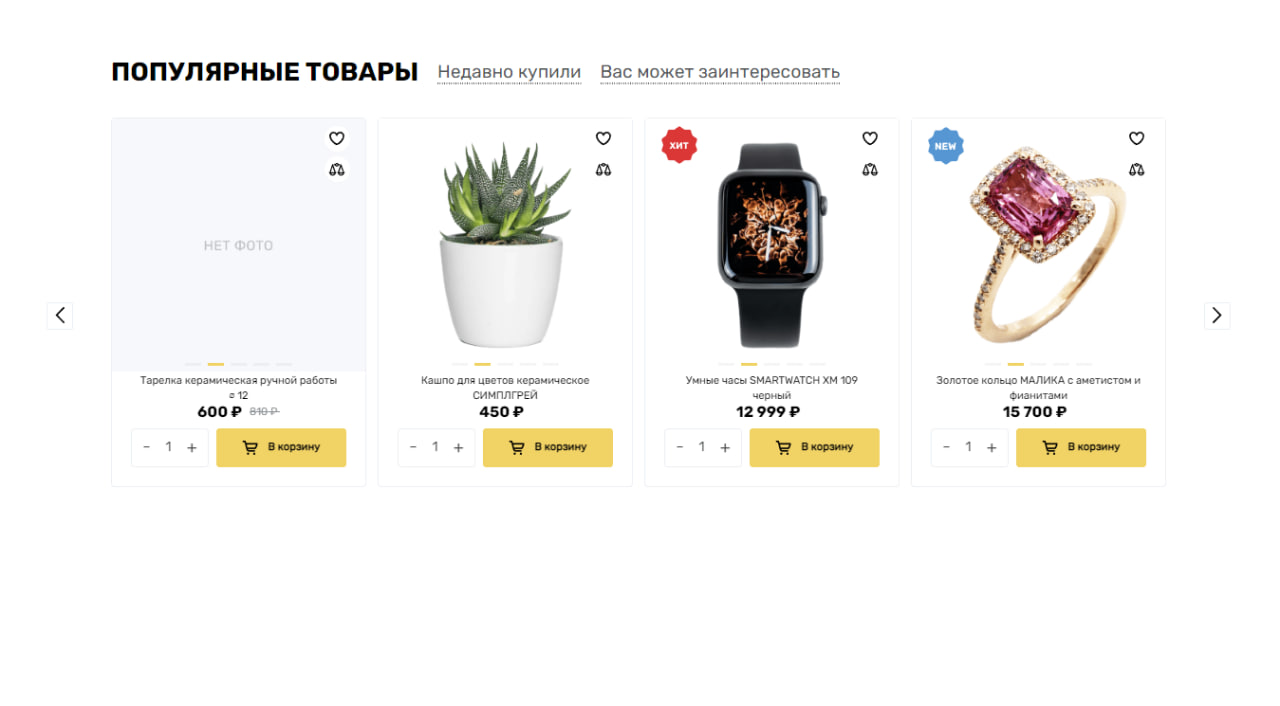 ПОПУЛЯРНЫЕ ТОВАРЫ Недавно купили Вас может заинтересовать
НЕТ ФОТО
Тарелка керамическая ручной работы
⌀ 12
600 ₽ 810 ₽
- 1 + В корзину
Кашпо для цветов керамическое
СИМПЛГРЕЙ
450 ₽
- 1 + В корзину
ХИТ
Умные часы SMARTWATCH XM 109
черный
12 999 ₽
- 1 + В корзину
NEW
Золотое кольцо МАЛИКА с аметистом и
фианитами
15 700 ₽
- 1 + В корзину